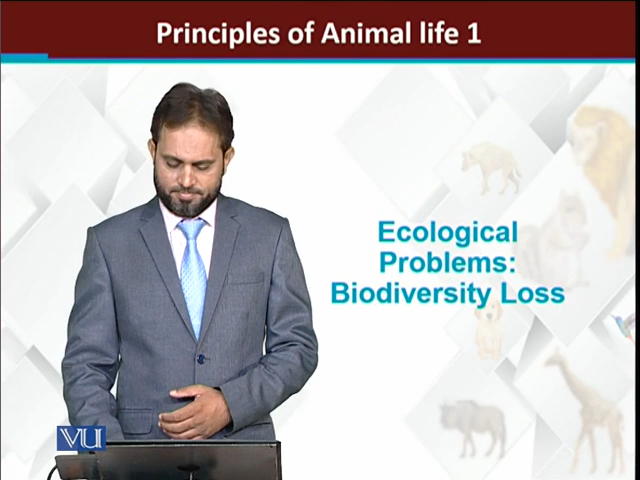 Principles of Animal life 1
Ecological
Problems:
Biodiversity Loss
VU